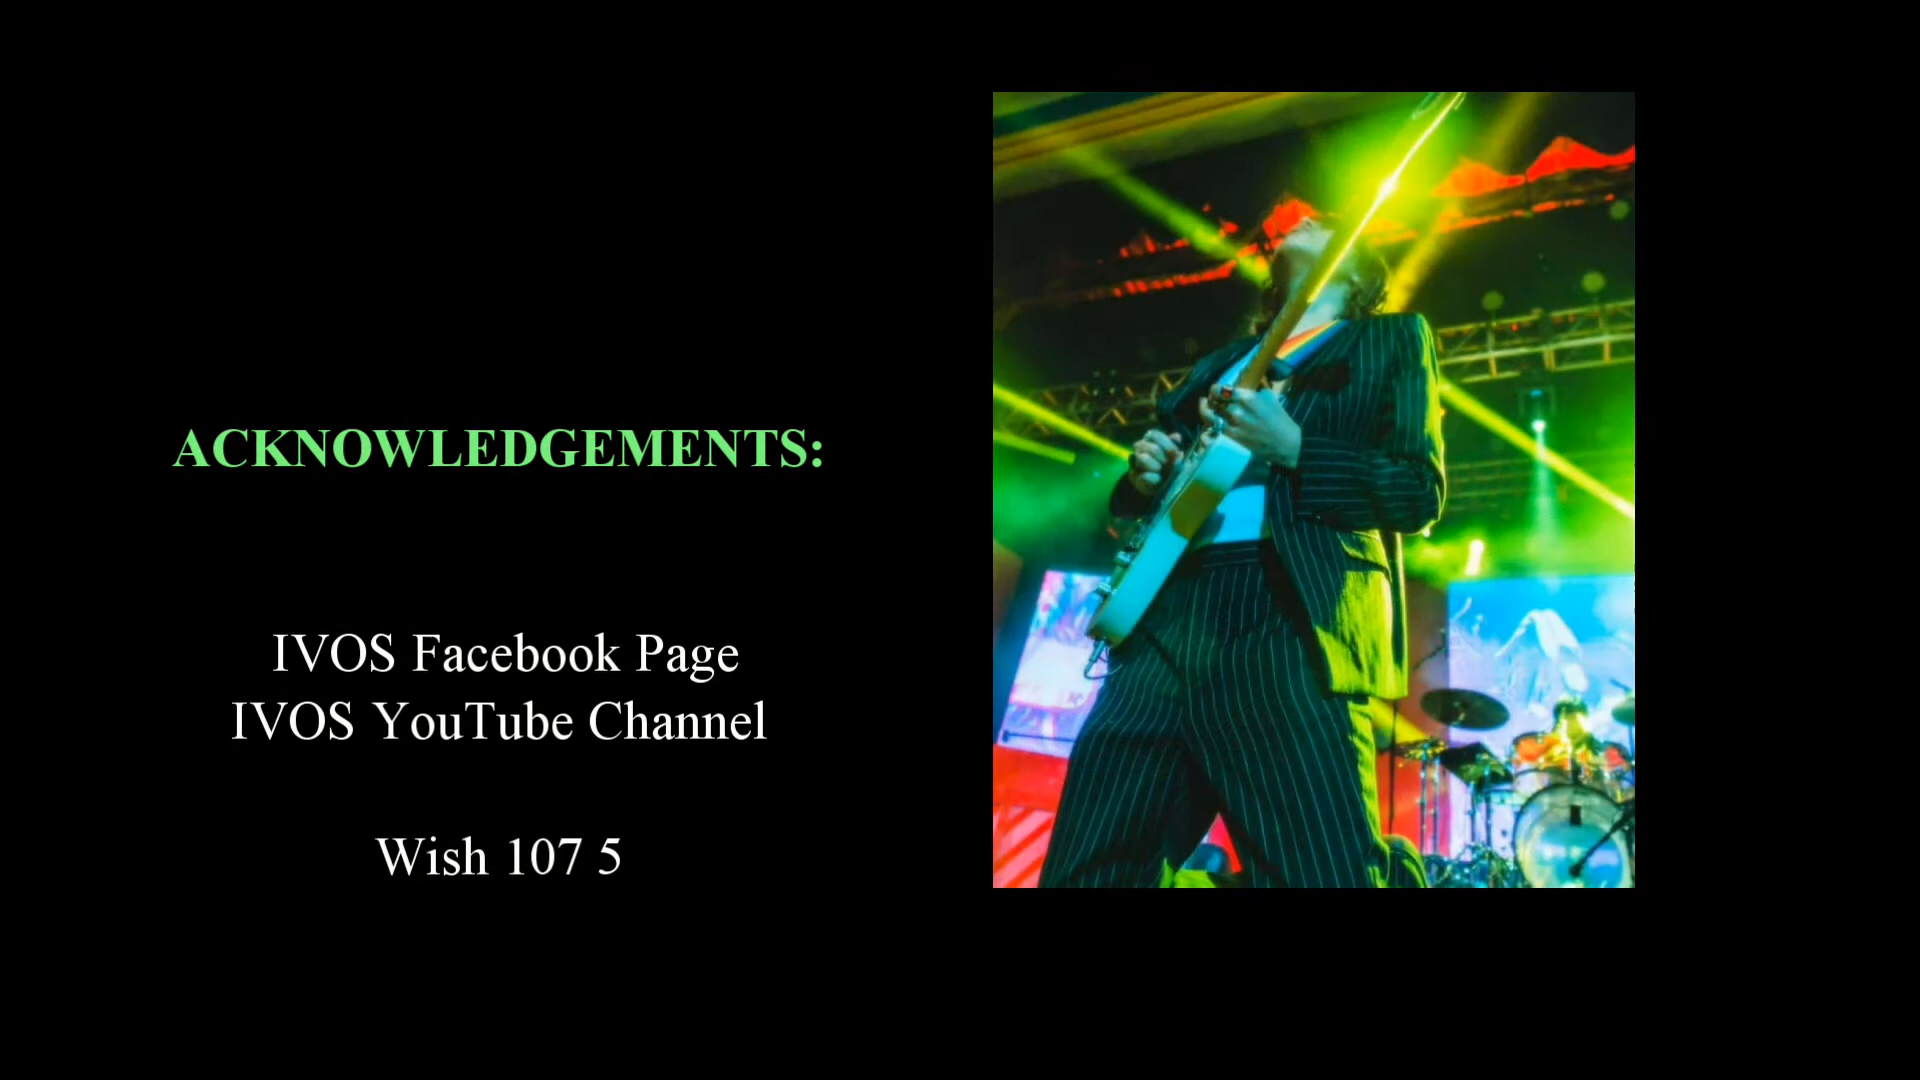 ACKNOWLEDGEMENTS:
IVOS Facebook Page
IVOS YouTube Channel
Wish 107 5